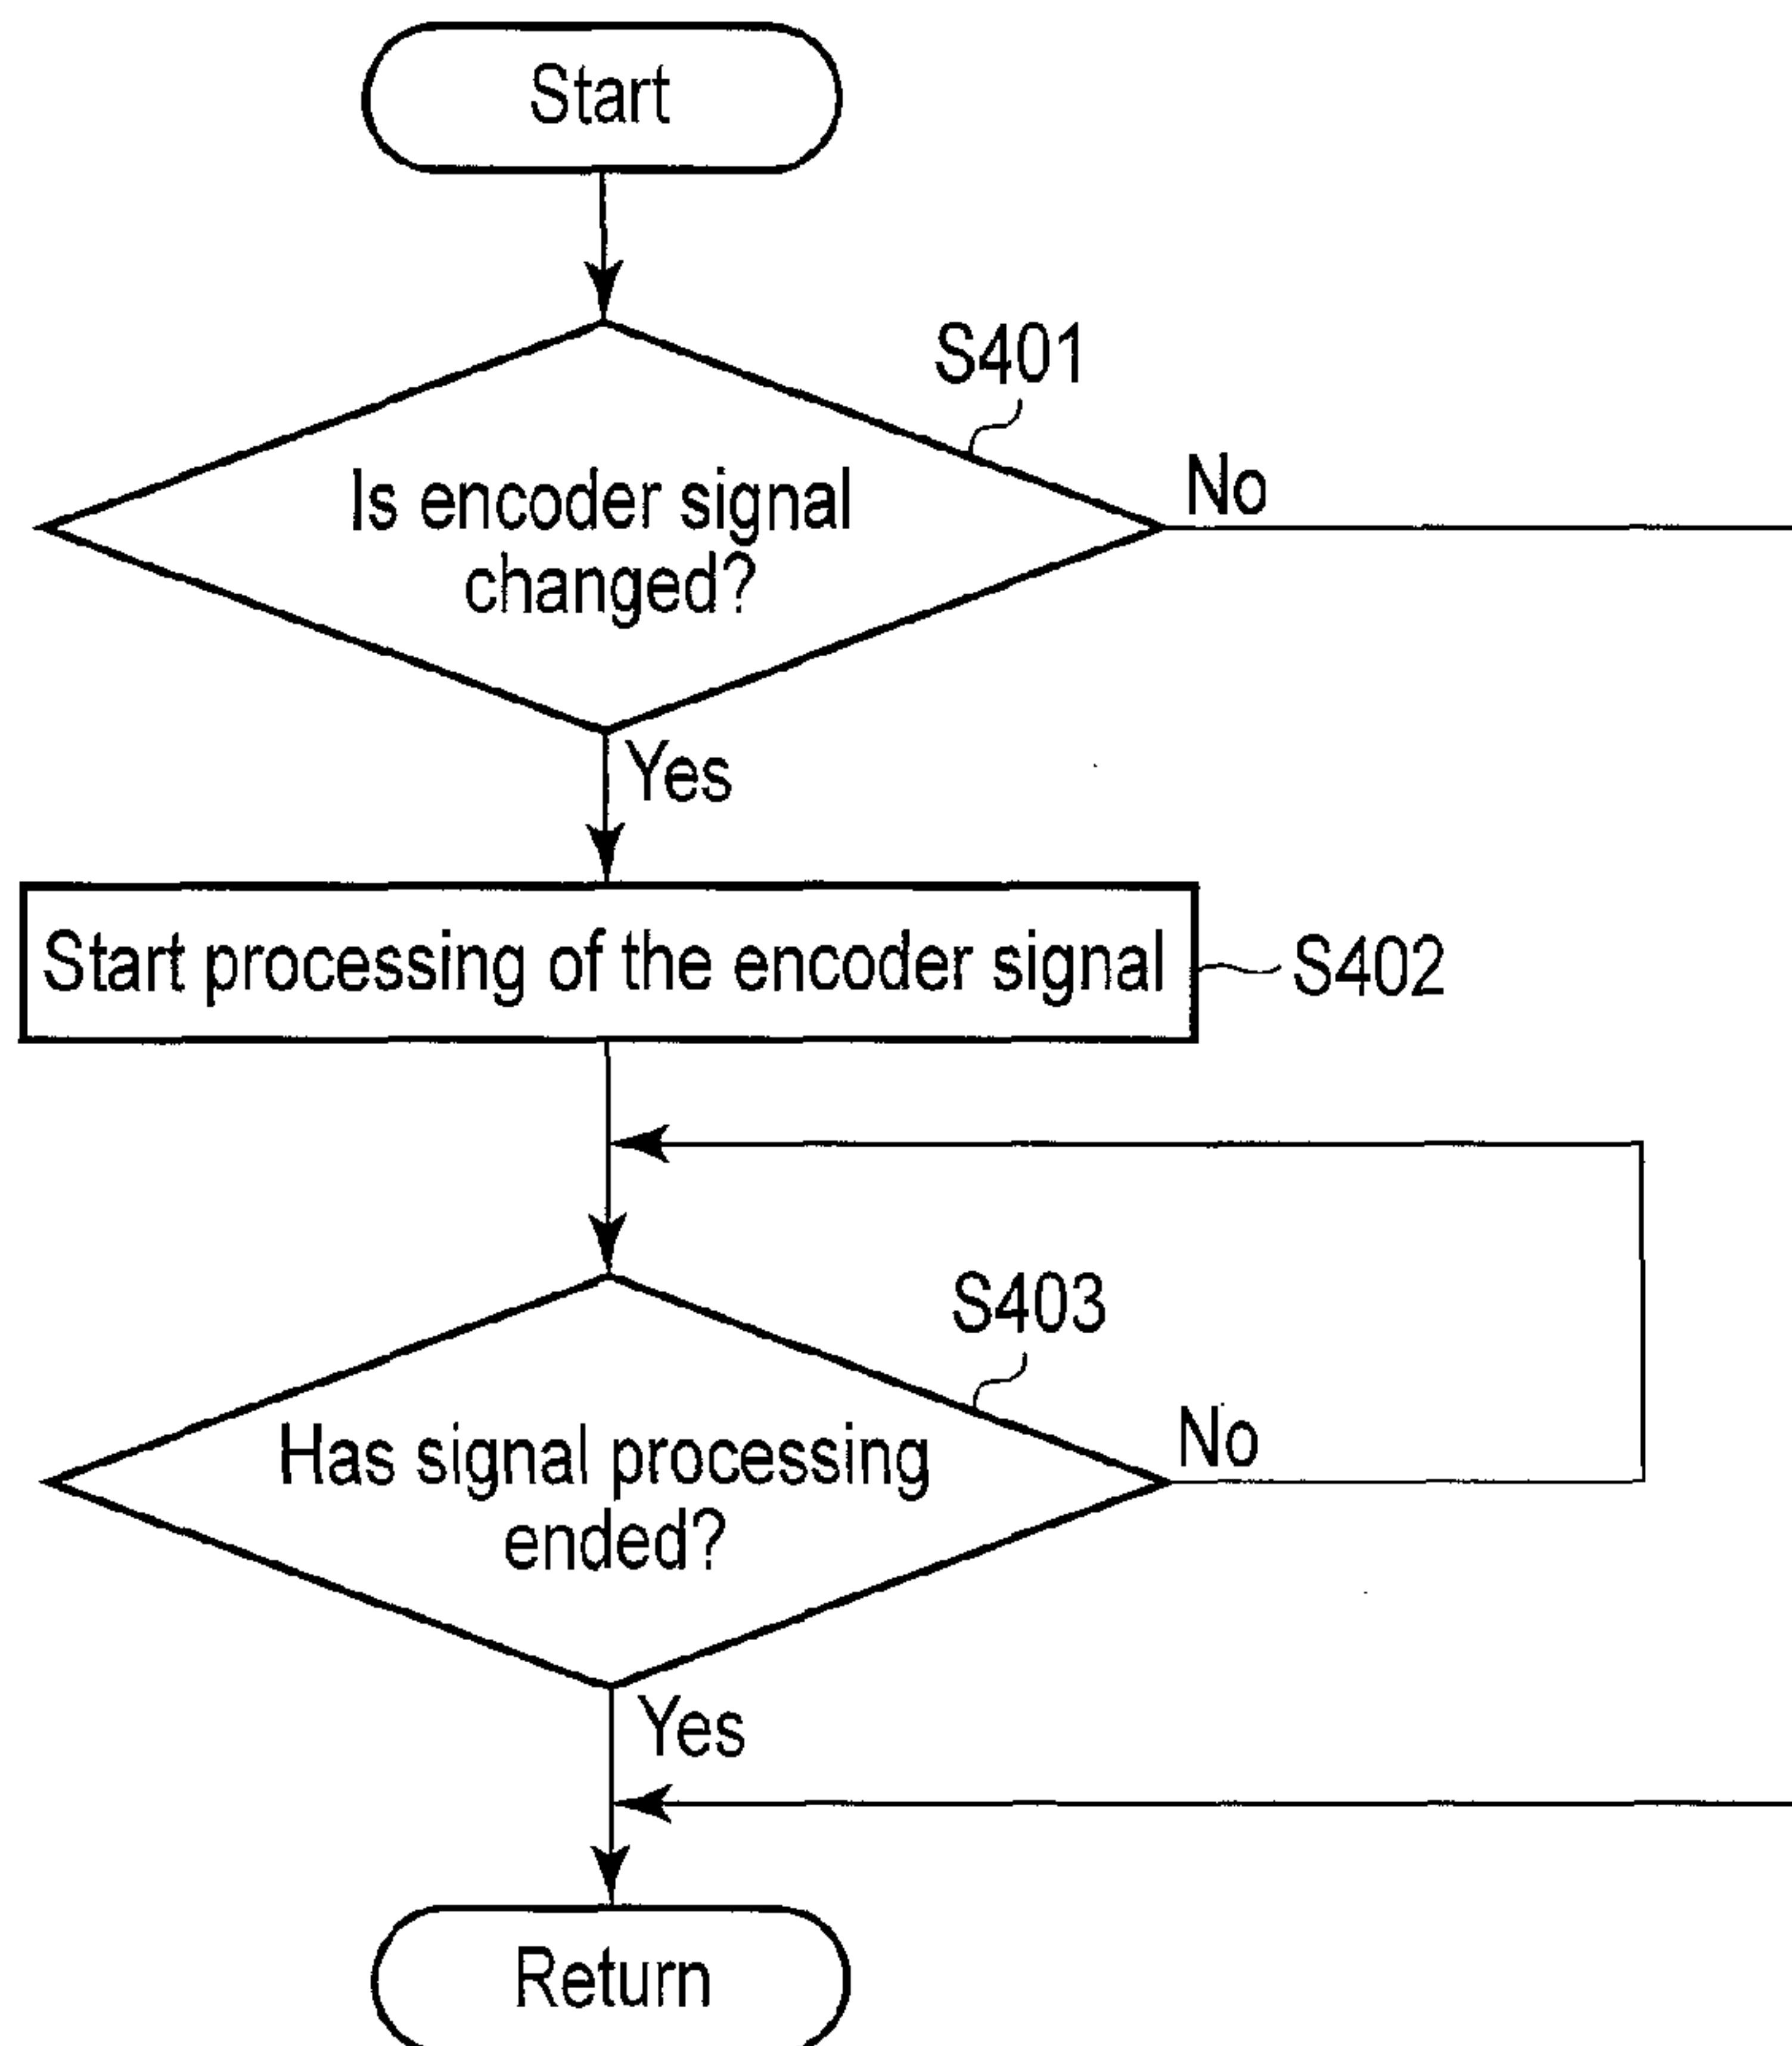 Start
S401
Is encoder signal
changed?
No
Yes
Start processing of the encoder signal
S402
S403
Has signal processing
ended?
No
Yes
Return